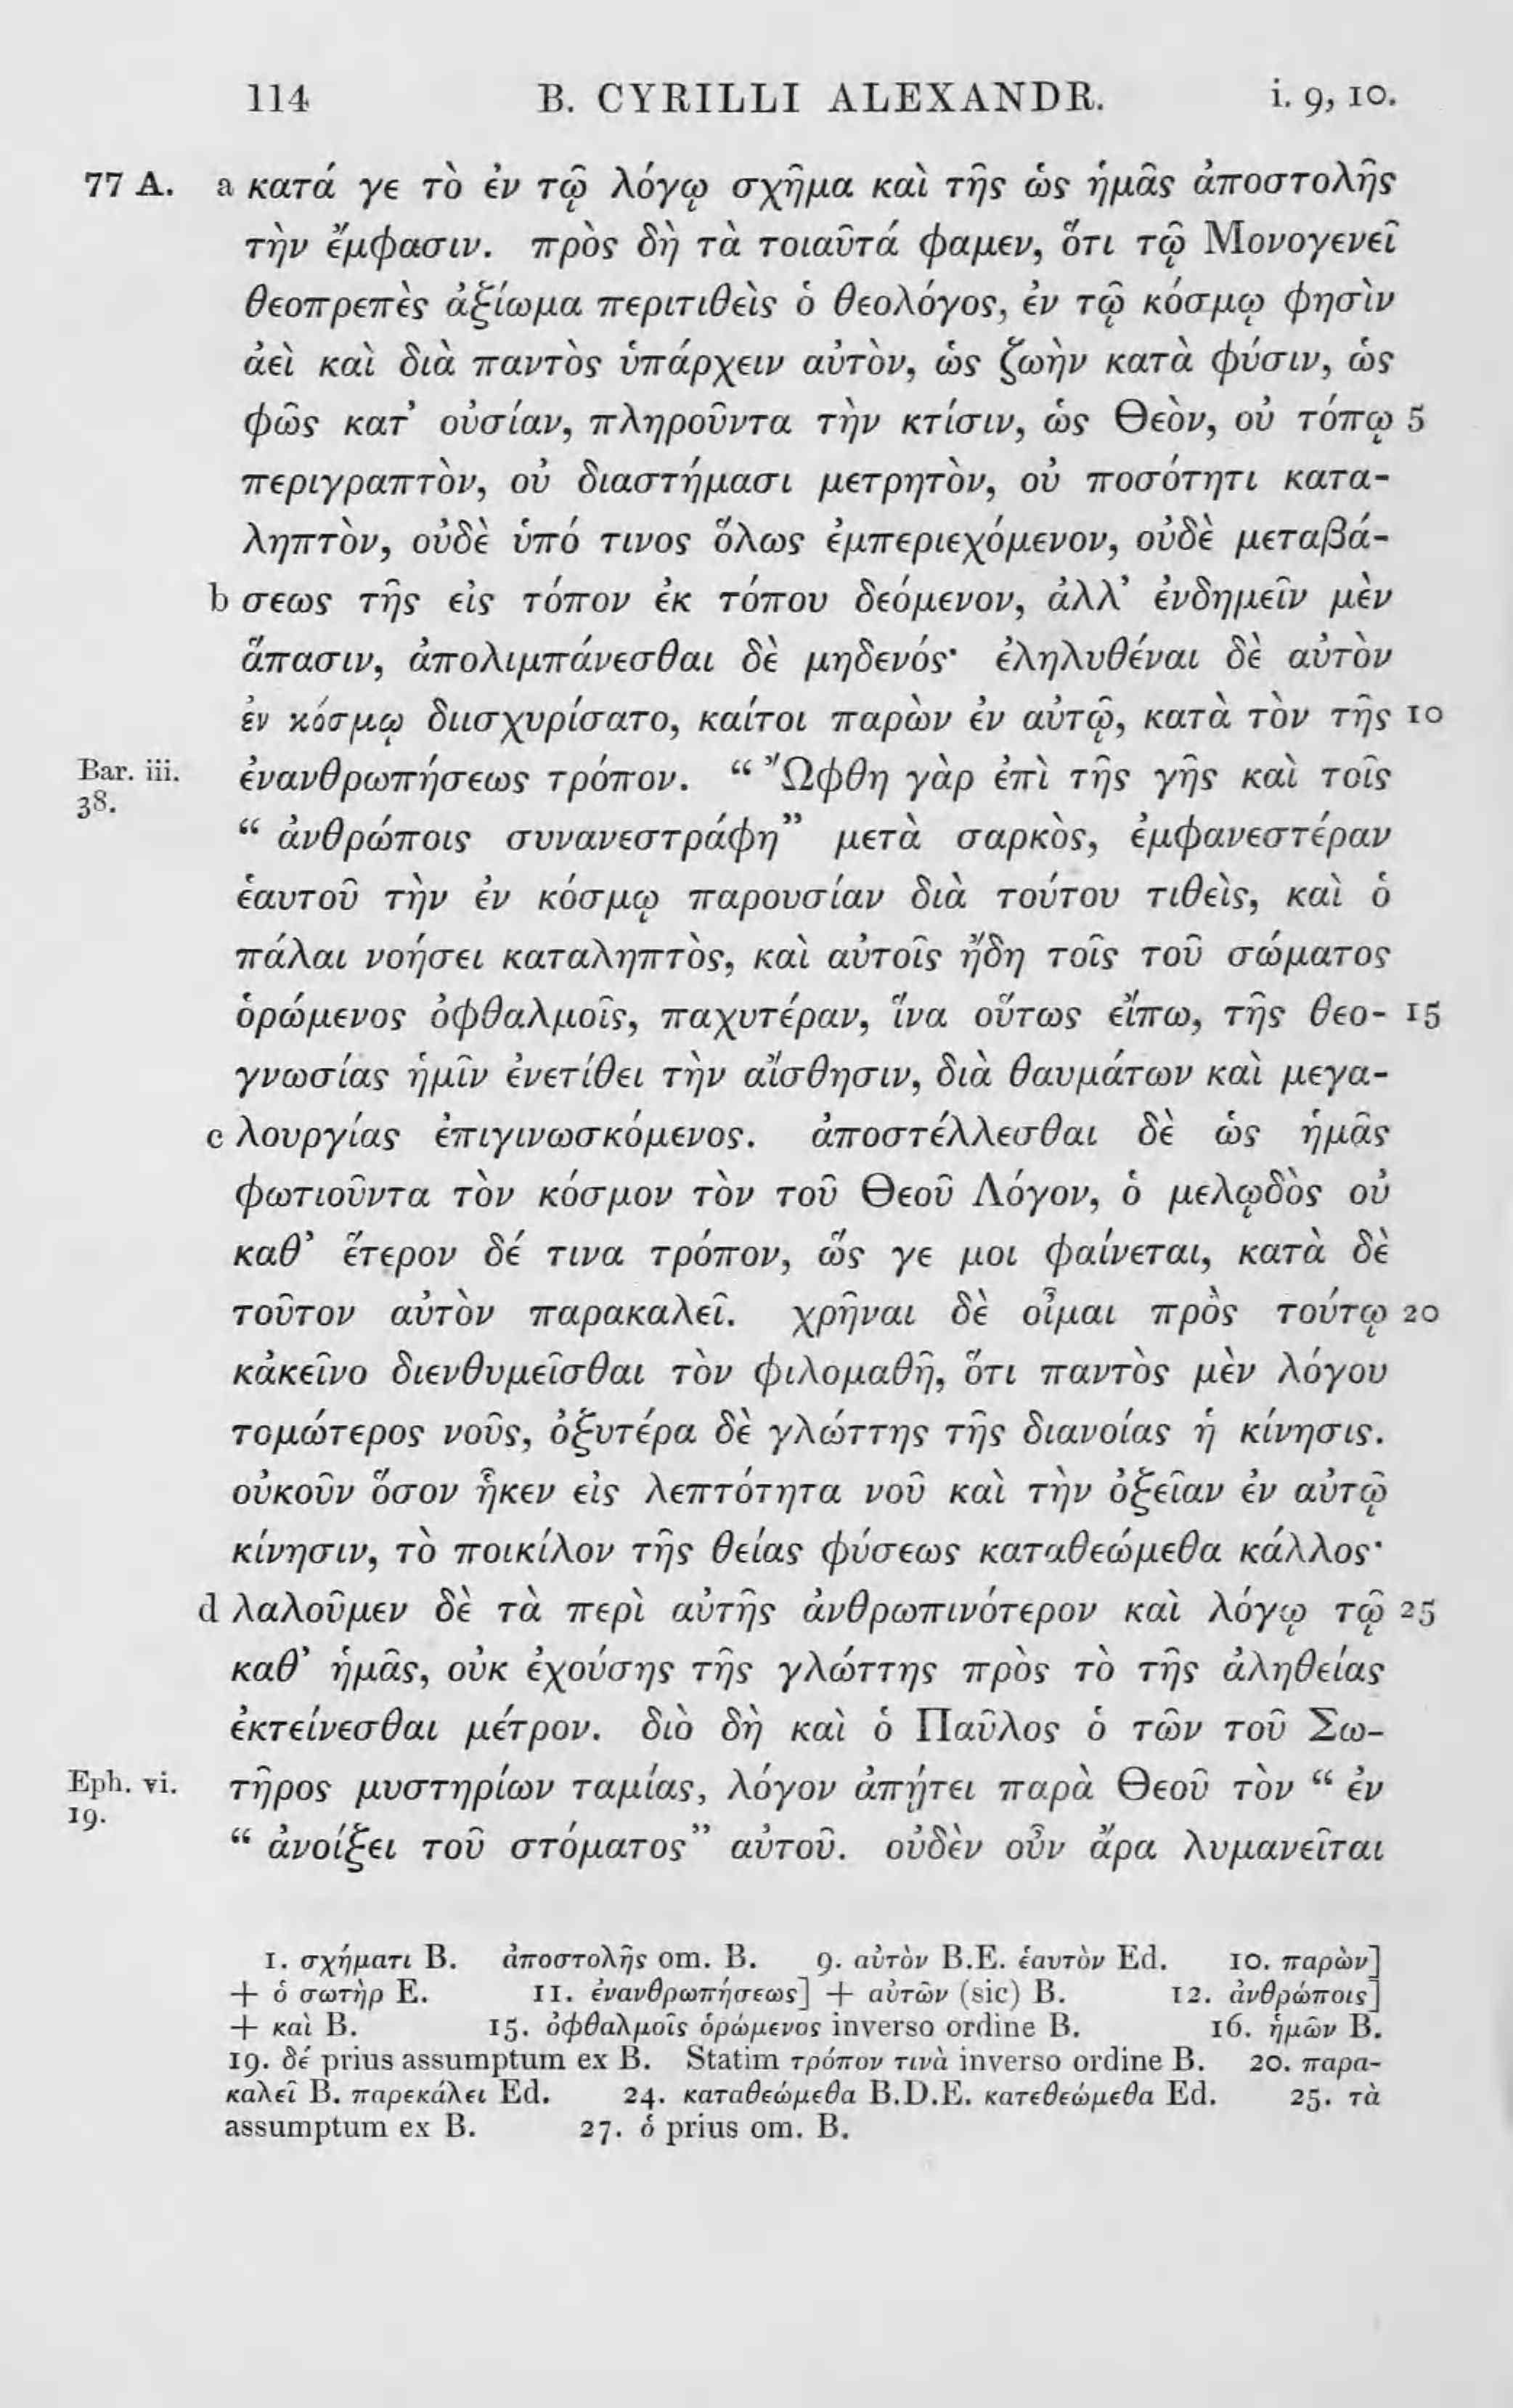 114 B. CYRILLI ALEXANDR. i. 9, 10.
77 A. a κατά γε τὸ ἐν τῷ λόγῳ σχῆμα καὶ τῆς ὡς ἡμᾶς ἀποστολῆς
τὴν ἔμφασιν. πρὸς δὴ τὰ τοιαῦτά φαμεν, ὅτι τῷ Μονογενεῖ
θεοπρεπὲς ἀξίωμα περιτιθεὶς ὁ θεολόγος, ἐν τῷ κόσμῳ φησὶν
ἀεὶ καὶ διὰ παντὸς ὑπάρχειν αὐτὸν, ὡς ζωὴν κατὰ φύσιν, ὡς
φῶς κατ’ οὐσίαν, πληροῦντα τὴν κτίσιν, ὡς Θεὸν, οὐ τόπῳ 5
περιγραπτὸν, οὐ διαστήμασι μετρητὸν, οὐ ποσότητι κατα-
ληπτὸν, οὐδὲ ὑπό τινος ὅλως ἐμπεριεχόμενον, οὐδὲ μεταβά-
b σεως τῆς εἰς τόπον ἐκ τόπου δεόμενον, ἀλλ’ ἐνδημεῖν μὲν
ἅπασιν, ἀπολιμπάνεσθαι δὲ μηδενός· ἐληλυθέναι δὲ αὐτὸν
ἐν κόσμῳ διισχυρίσατο, καίτοι παρὼν ἐν αὐτῷ, κατὰ τὸν τῆς 10
Bar. iii. ἐνανθρωπήσεως τρόπον. “ Ὤφθη γὰρ ἐπὶ τῆς γῆς καὶ τοῖς
38. “ ἀνθρώποις συνανεστράφη” μετὰ σαρκὸς, ἐμφανεστέραν
ἑαυτοῦ τὴν ἐν κόσμῳ παρουσίαν διὰ τούτου τιθεὶς, καὶ ὁ
πάλαι νοήσει καταληπτὸς, καὶ αὐτοῖς ἤδη τοῖς τοῦ σώματος
ὁρώμενος ὀφθαλμοῖς, παχυτέραν, ἵνα οὕτως εἴπω, τῆς θεο- 15
γνωσίας ἡμῖν ἐνετίθει τὴν αἴσθησιν, διὰ θαυμάτων καὶ μεγα-
c λουργίας ἐπιγινωσκόμενος. ἀποστέλλεσθαι δὲ ὡς ἡμᾶς
φωτιοῦντα τὸν κόσμον τὸν τοῦ Θεοῦ Λόγον, ὁ μελῳδὸς οὐ
καθ’ ἕτερον δέ τινα τρόπον, ὥς γε μοι φαίνεται, κατὰ δὲ
τοῦτον αὐτὸν παρακαλεῖ. χρῆναι δὲ οἶμαι πρὸς τούτῳ 20
κἀκεῖνο διενθυμεῖσθαι τὸν φιλομαθῆ, ὅτι παντὸς μὲν λόγου
τομώτερος νοῦς, ὀξυτέρα δὲ γλώττης τῆς διανοίας ἡ κίνησις.
οὐκοῦν ὅσον ἧκεν εἰς λεπτότητα νοῦ καὶ τὴν ὀξεῖαν ἐν αὐτῷ
κίνησιν, τὸ ποικίλον τῆς θείας φύσεως καταθεώμεθα κάλλος·
d λαλοῦμεν δὲ τὰ περὶ αὐτῆς ἀνθρωπινότερον καὶ λόγῳ τῷ 25
καθ’ ἡμᾶς, οὐκ ἐχούσης τῆς γλώττης πρὸς τὸ τῆς ἀληθείας
ἐκτείνεσθαι μέτρον. διὸ δὴ καὶ ὁ Παῦλος ὁ τῶν τοῦ Σω-
Eph. vi. τῆρος μυστηρίων ταμίας, λόγον ἀπῄτει παρὰ Θεοῦ τὸν “ ἐν
19. “ ἀνοίξει τοῦ στόματος” αὐτοῦ. οὐδὲν οὖν ἄρα λυμανεῖται
1. σχήματι B. ἀποστολῆς om. B. 9. αὐτὸν B.E. ἑαυτὸν Ed. 10. παρὼν]
+ ὁ σωτὴρ E. 11. ἐνανθρωπήσεως] + αὐτῶν (sic) B. 12. ἀνθρώποις]
+ καὶ B. 15. ὀφθαλμοῖς ὁρώμενος inverso ordine B. 16. ἡμῶν B.
19. δέ prius assumptum ex B. Statim τρόπον τινὰ inverso ordine B. 20. παρα-
καλεῖ B. παρεκάλει Ed. 24. καταθεώμεθα B.D.E. κατεθεώμεθα Ed. 25. τὰ
assumptum ex B. 27. ὁ prius om. B.